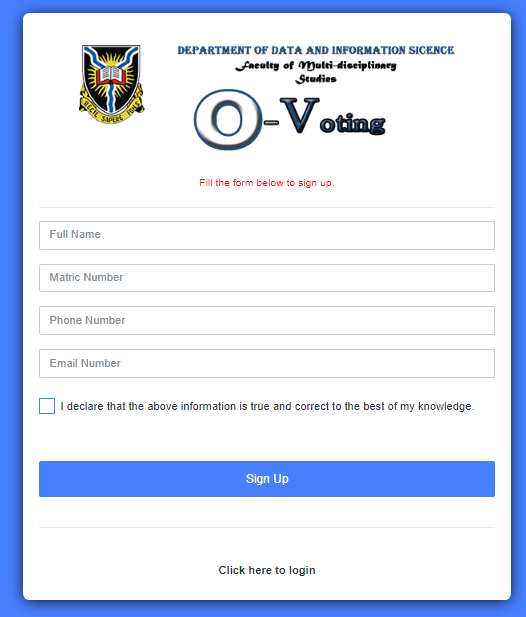 DEPARTMENT OF DATA AND INFORMATION SICENCE
Faculty of Multi-disciplinary
Studies
RECTE SAPERE FONS
O-Voting
Fill the form below to sign up.
Full Name
Matric Number
Phone Number
Email Number
I declare that the above information is true and correct to the best of my knowledge.
Sign Up
Click here to login